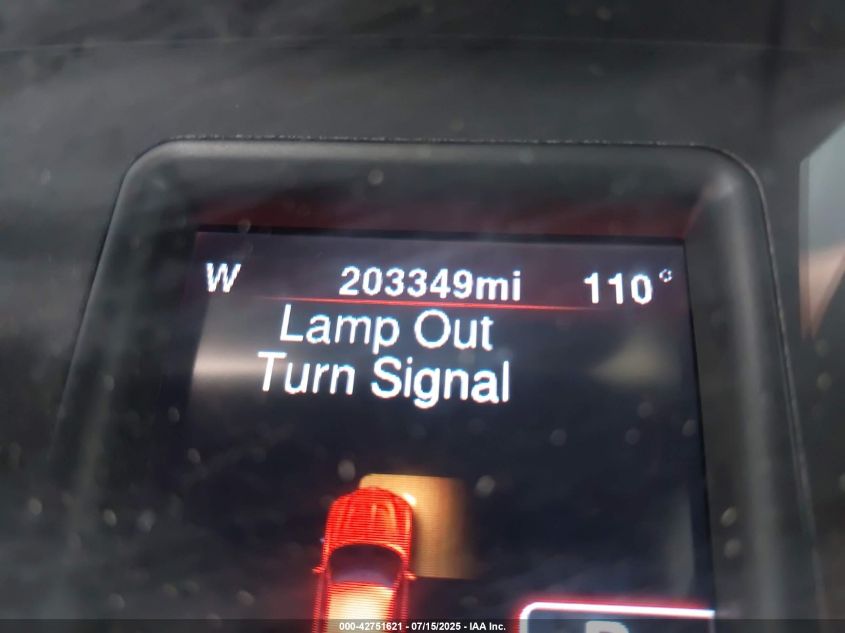 W 203349mi 110°
Lamp Out
Turn Signal
000-42751621 - 07/15/2025 - IAA Inc.